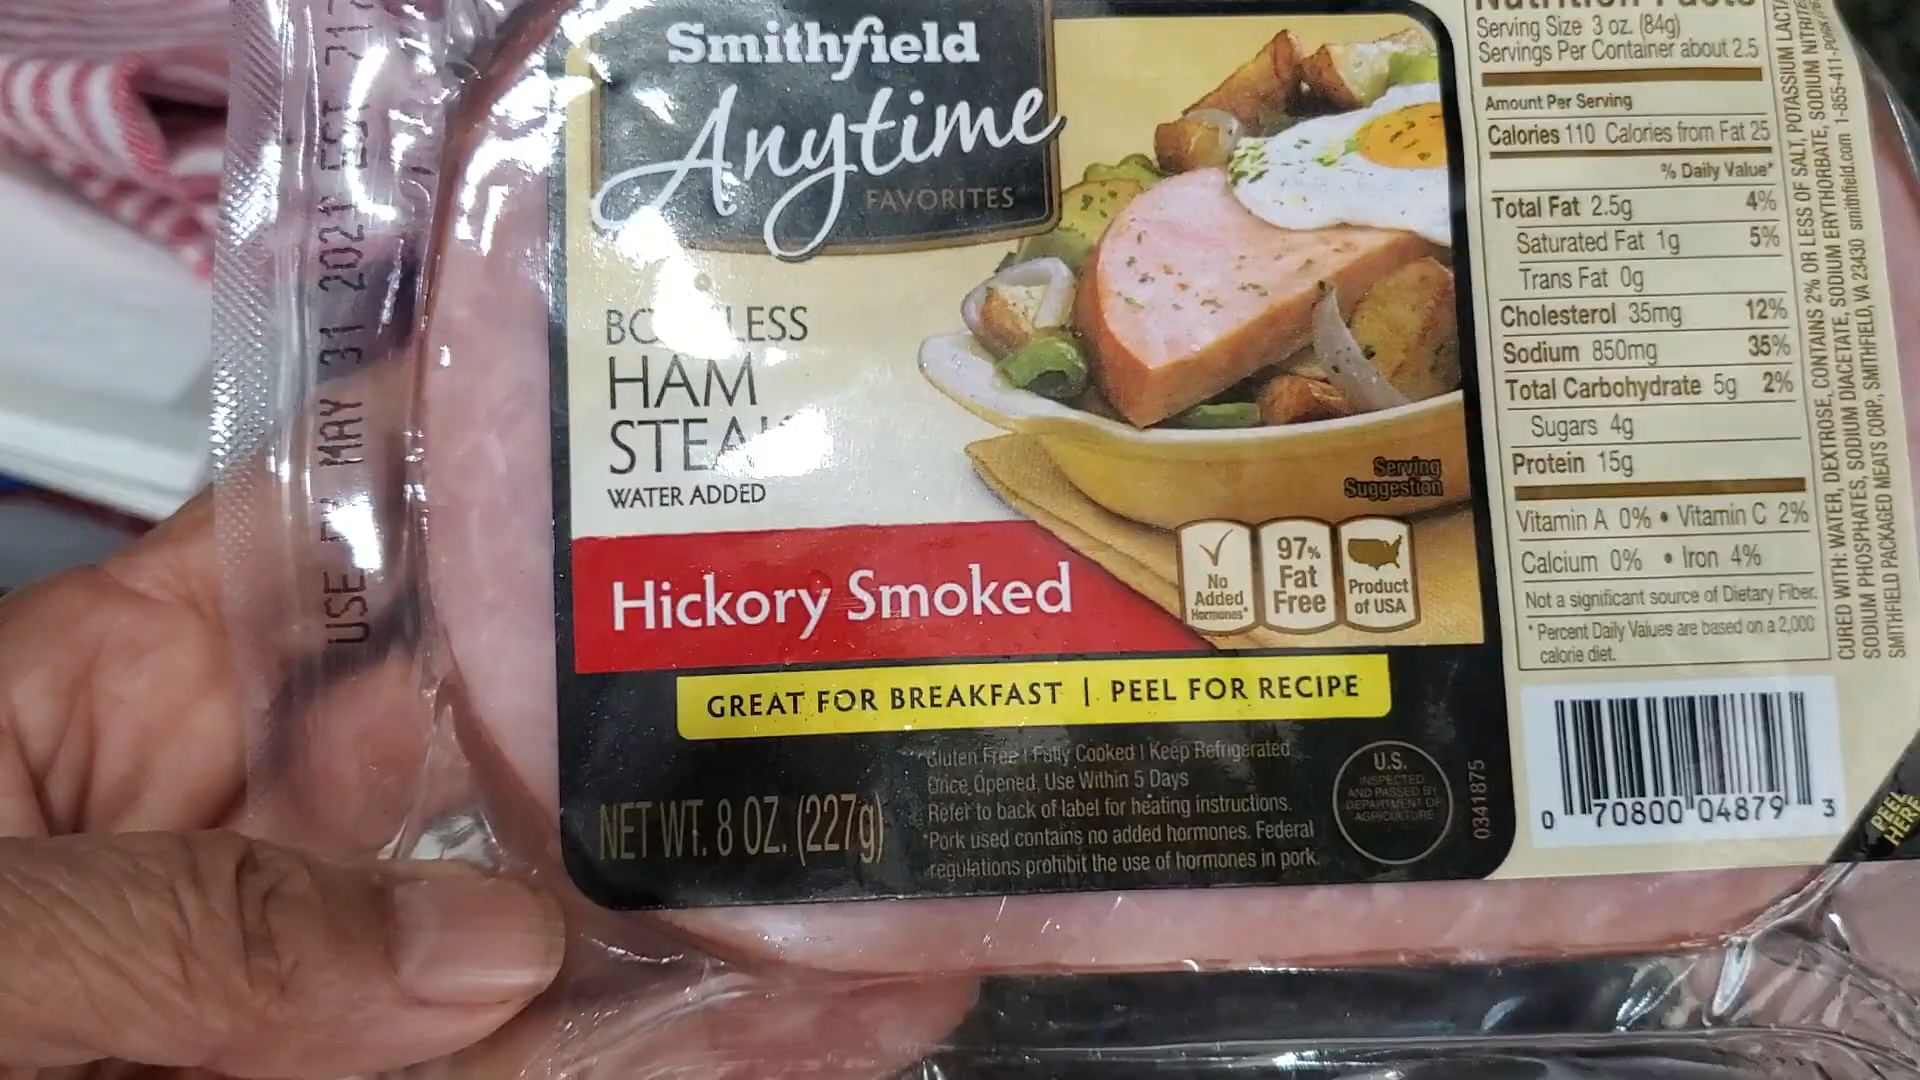 USE BY MAY 31 2021 EST 717
Smithfield
Anytime
FAVORITES
HAM
WATER ADDED
Hickory Smoked
Serving
Suggestion
No
Added
Hormones*
97%
Fat
Free
Product
of USA
GREAT FOR BREAKFAST | PEEL FOR RECIPE
NET WT. 8 OZ. (227g)
Gluten Free | Fully Cooked | Keep Refrigerated
Once Opened, Use Within 5 Days
Refer to back of label for heating instructions.
*Pork used contains no added hormones. Federal
regulations prohibit the use of hormones in pork.
U.S.
INSPECTED
AND PASSED BY
DEPARTMENT OF
AGRICULTURE
0341875
Nutrition Facts
Serving Size 3 oz. (84g)
Servings Per Container about 2.5
Amount Per Serving
Calories 110 Calories from Fat 25
% Daily Value*
Total Fat 2.5g 4%
Saturated Fat 1g 5%
Trans Fat 0g
Cholesterol 35mg 12%
Sodium 850mg 35%
Total Carbohydrate 5g 2%
Sugars 4g
Protein 15g
Vitamin A 0% • Vitamin C 2%
Calcium 0% • Iron 4%
Not a significant source of Dietary Fiber.
* Percent Daily Values are based on a 2,000
calorie diet.
CURED WITH: WATER, DEXTROSE, CONTAINS 2% OR LESS OF SALT, POTASSIUM
SODIUM PHOSPHATES, SODIUM DIACETATE, SODIUM ERYTHORBATE, SODIUM NITRITE
SMITHFIELD PACKAGED MEATS CORP., SMITHFIELD, VA 23430 smithfield.com 1-855-411-PORK
0 70800 04879 3
PEEL
HERE